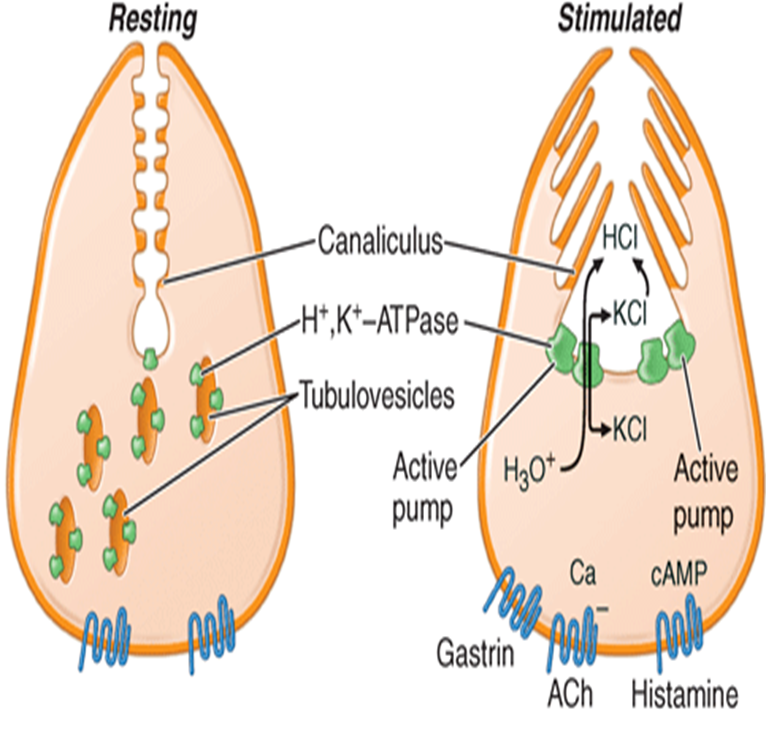 Resting
Stimulated
Canaliculus
HCl
H⁺,K⁺–ATPase
KCl
Tubulovesicles
KCl
Active
pump
H₃O⁺
Active
pump
Ca
cAMP
–
Gastrin
ACh
Histamine